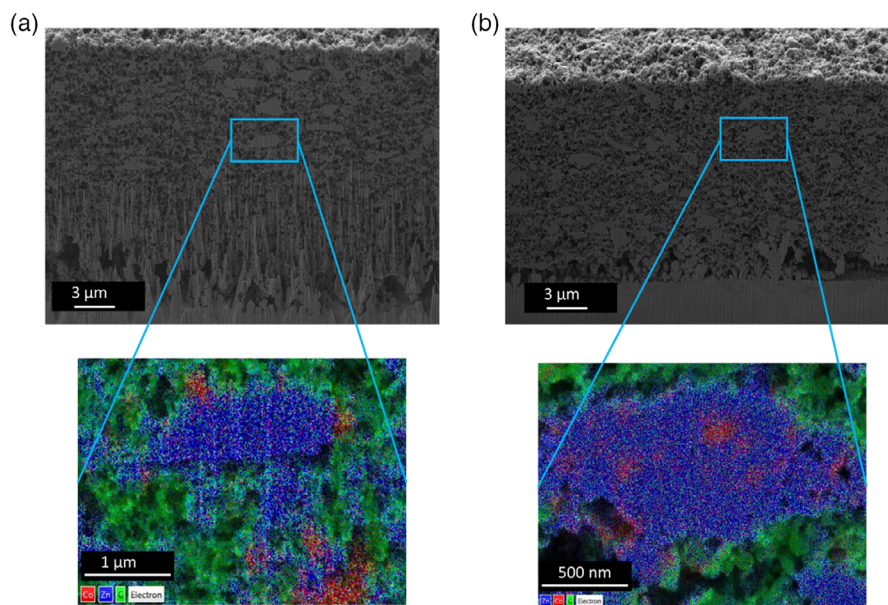 (a)
(b)
3 μm
3 μm
1 μm
Co Zn C Electron
500 nm
Zn Co C Electron